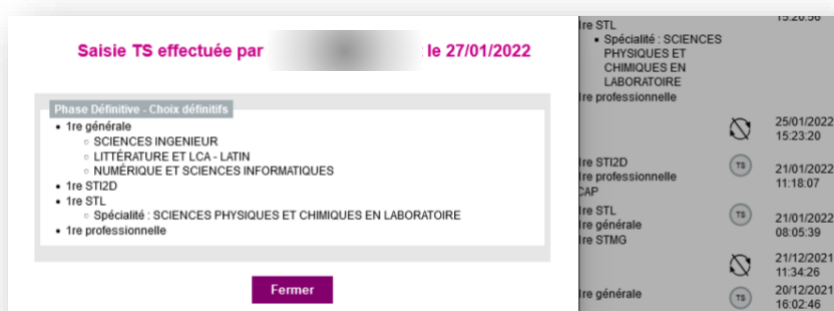 Saisie TS effectuée par le 27/01/2022
Phase Définitive - Choix définitifs
• 1re générale
◦ SCIENCES INGENIEUR
◦ LITTÉRATURE ET LCA - LATIN
◦ NUMÉRIQUE ET SCIENCES INFORMATIQUES
• 1re STI2D
• 1re STL
◦ Spécialité : SCIENCES PHYSIQUES ET CHIMIQUES EN LABORATOIRE
• 1re professionnelle
Fermer
1re STL
15:20:56
• Spécialité : SCIENCES
PHYSIQUES ET
CHIMIQUES EN
LABORATOIRE
1re professionnelle
25/01/2022
15:23:20
1re STI2D
1re professionnelle
CAP
TS
21/01/2022
11:18:07
1re STL
1re générale
1re STMG
TS
21/01/2022
08:05:39
21/12/2021
11:34:26
1re générale
TS
20/12/2021
16:02:46